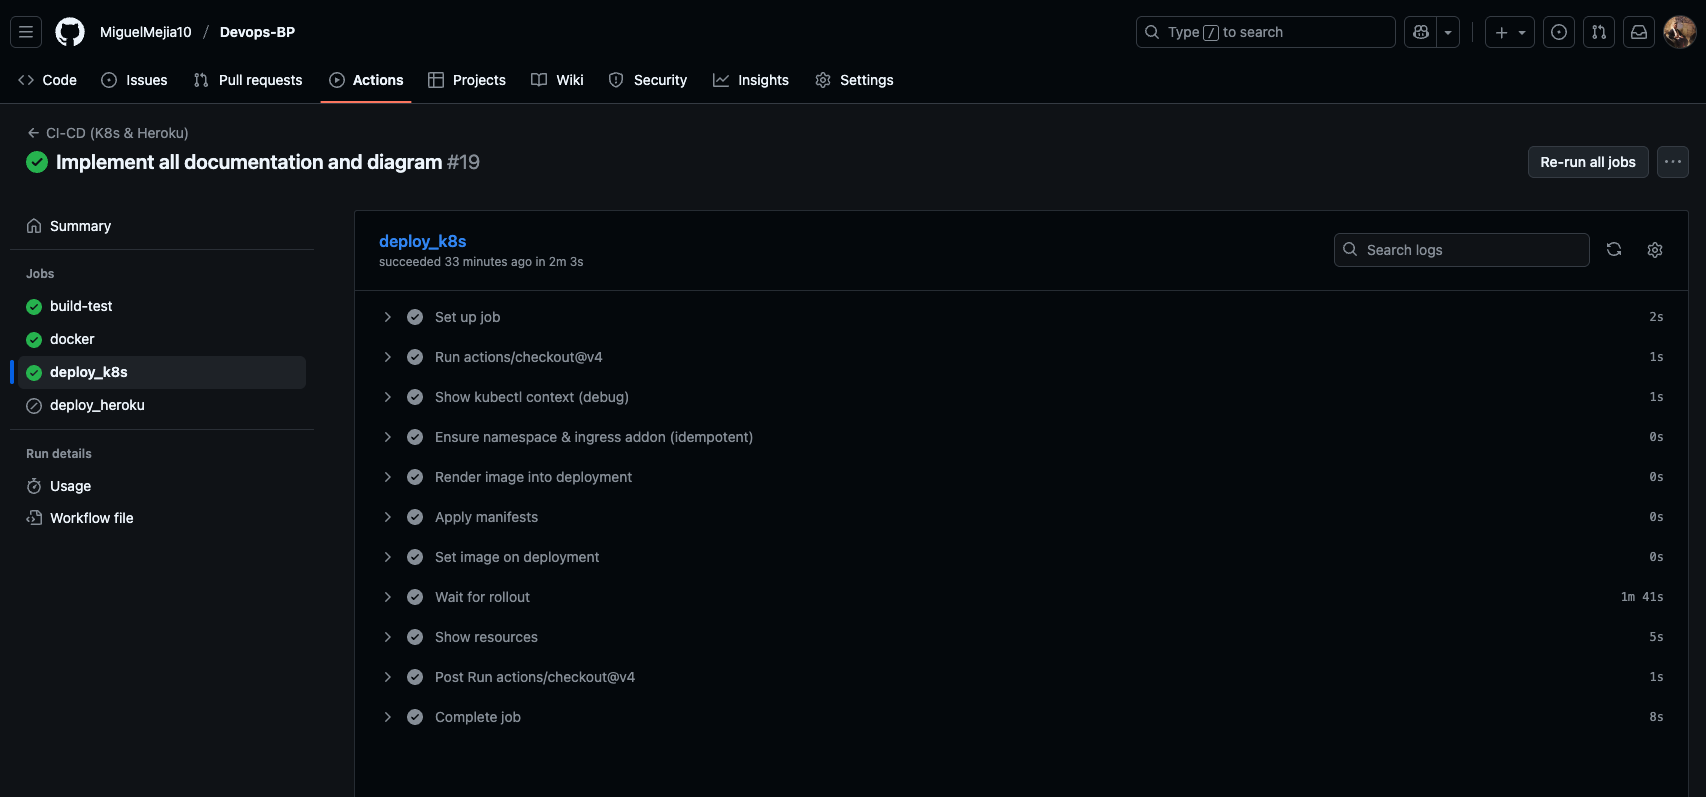 MiguelMejia10 / Devops-BP
Type / to search
Code Issues Pull requests Actions Projects Wiki Security Insights Settings
CI-CD (K8s & Heroku)
Implement all documentation and diagram #19
Re-run all jobs
Summary
Jobs
build-test
docker
deploy_k8s
deploy_heroku
Run details
Usage
Workflow file
deploy_k8s
succeeded 33 minutes ago in 2m 3s
Search logs
Set up job 2s
Run actions/checkout@v4 1s
Show kubectl context (debug) 1s
Ensure namespace & ingress addon (idempotent) 0s
Render image into deployment 0s
Apply manifests 0s
Set image on deployment 0s
Wait for rollout 1m 41s
Show resources 5s
Post Run actions/checkout@v4 1s
Complete job 8s